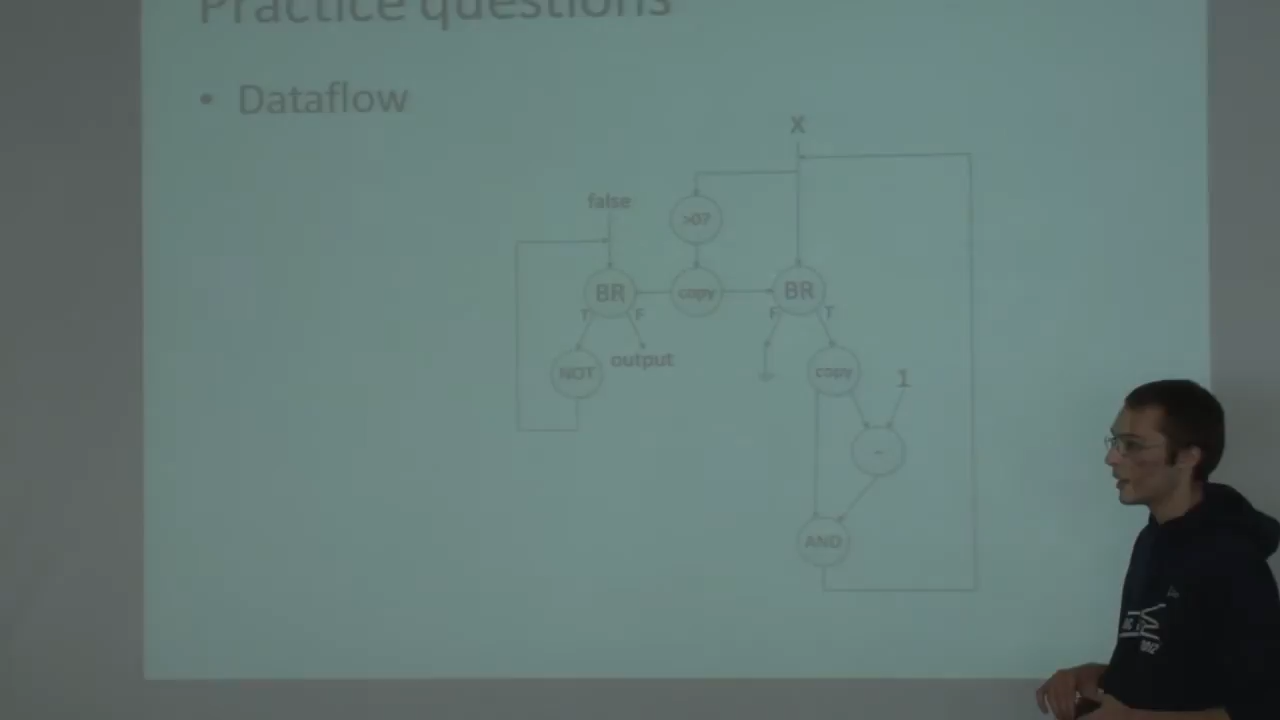 Practice questions
• Dataflow
X
false
>0?
BR
copy
BR
T
F
F
T
NOT
output
copy
1
-
AND